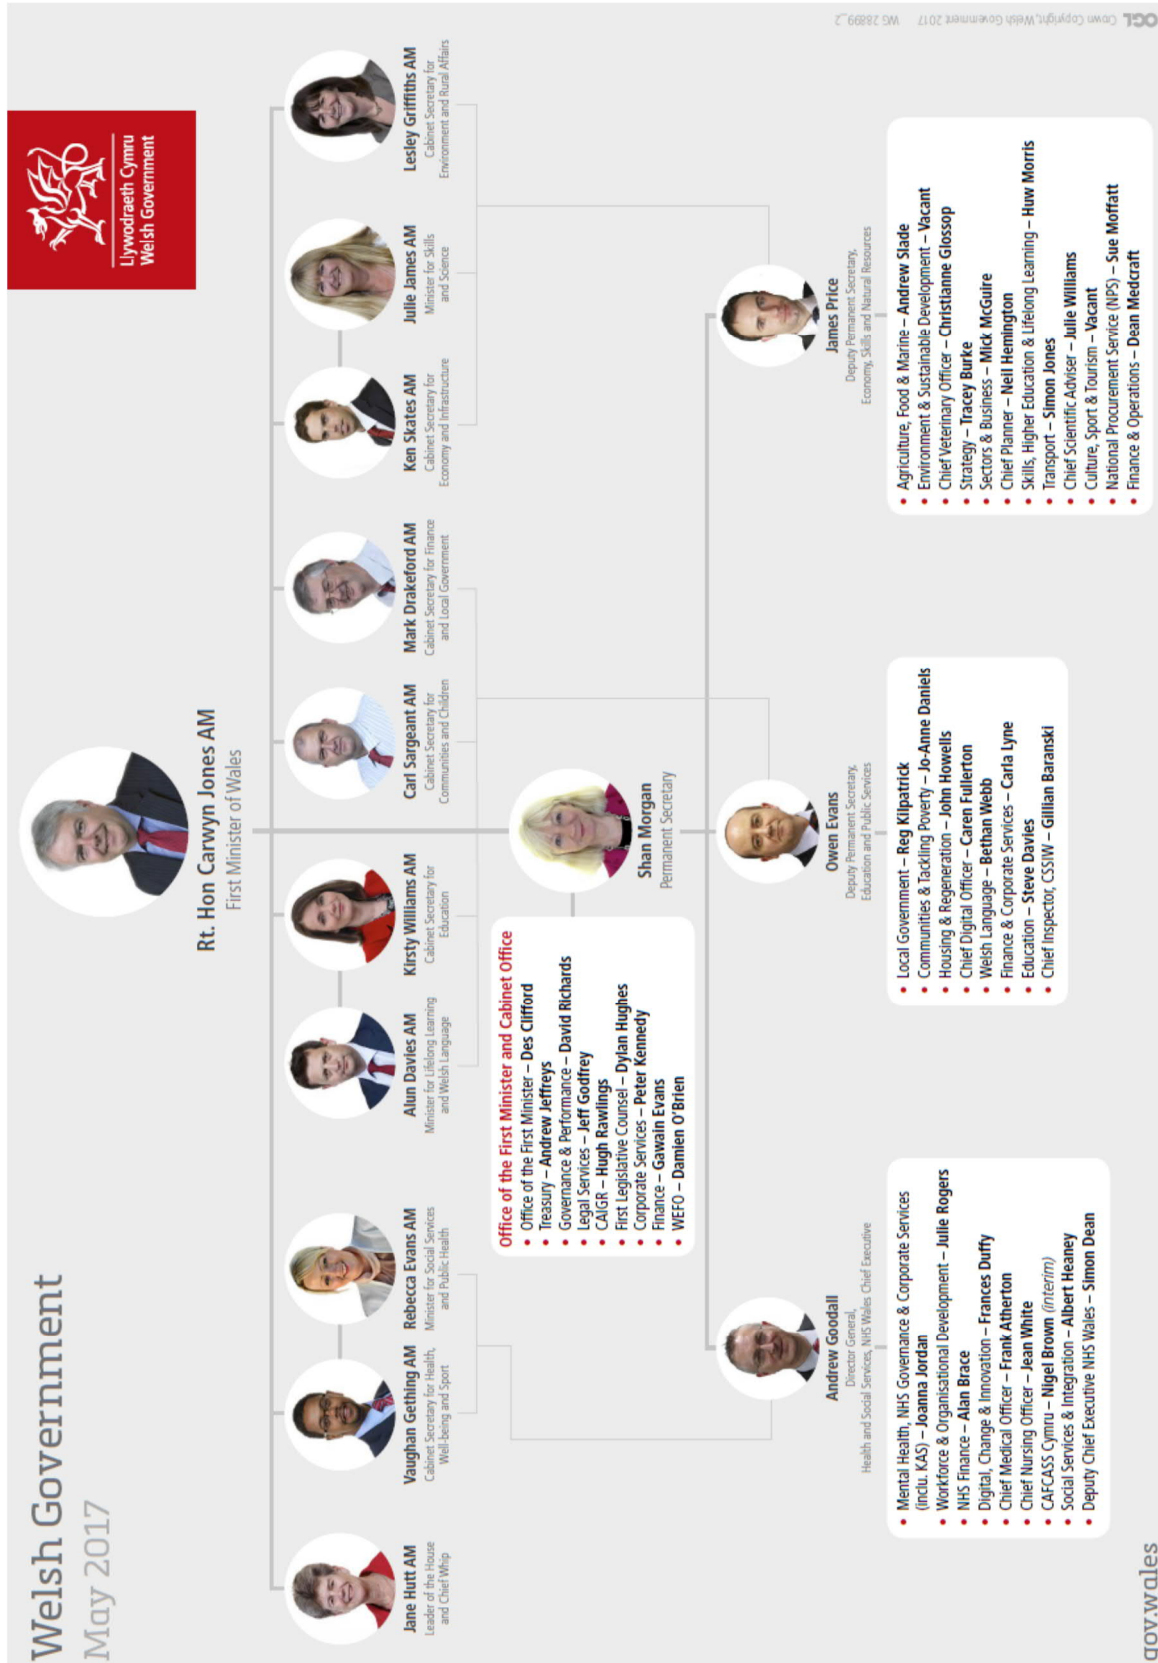 Welsh Government
May 2017
Llywodraeth Cymru
Welsh Government
Rt. Hon Carwyn Jones AM
First Minister of Wales
Jane Hutt AM
Leader of the House
and Chief Whip
Vaughan Gething AM
Cabinet Secretary for Health,
Well-being and Sport
Rebecca Evans AM
Minister for Social Services
and Public Health
Alun Davies AM
Minister for Lifelong Learning
and Welsh Language
Kirsty Williams AM
Cabinet Secretary for
Education
Carl Sargeant AM
Cabinet Secretary for
Communities and Children
Mark Drakeford AM
Cabinet Secretary for Finance
and Local Government
Ken Skates AM
Cabinet Secretary for
Economy and Infrastructure
Julie James AM
Minister for Skills
and Science
Lesley Griffiths AM
Cabinet Secretary for
Environment and Rural Affairs
Office of the First Minister and Cabinet Office
• Office of the First Minister – Des Clifford
• Treasury – Andrew Jeffreys
• Governance & Performance – David Richards
• Legal Services – Jeff Godfrey
• CAIGR – Hugh Rawlings
• First Legislative Counsel – Dylan Hughes
• Corporate Services – Peter Kennedy
• Finance – Gawain Evans
• WEFO – Damien O'Brien
Shan Morgan
Permanent Secretary
Andrew Goodall
Director General,
Health and Social Services, NHS Wales Chief Executive
• Mental Health, NHS Governance & Corporate Services
(inclu. KAS) – Joanna Jordan
• Workforce & Organisational Development – Julie Rogers
• NHS Finance – Alan Brace
• Digital, Change & Innovation – Frances Duffy
• Chief Medical Officer – Frank Atherton
• Chief Nursing Officer – Jean White
• CAFCASS Cymru – Nigel Brown (interim)
• Social Services & Integration – Albert Heaney
• Deputy Chief Executive NHS Wales – Simon Dean
Owen Evans
Deputy Permanent Secretary,
Education and Public Services
• Local Government – Reg Kilpatrick
• Communities & Tackling Poverty – Jo-Anne Daniels
• Housing & Regeneration – John Howells
• Chief Digital Officer – Caren Fullerton
• Welsh Language – Bethan Webb
• Finance & Corporate Services – Carla Lyne
• Education – Steve Davies
• Chief Inspector, CSSIW – Gillian Baranski
James Price
Deputy Permanent Secretary,
Economy, Skills and Natural Resources
• Agriculture, Food & Marine – Andrew Slade
• Environment & Sustainable Development – Vacant
• Chief Veterinary Officer – Christianne Glossop
• Strategy – Tracey Burke
• Sectors & Business – Mick McGuire
• Chief Planner – Neil Hemington
• Skills, Higher Education & Lifelong Learning – Huw Morris
• Transport – Simon Jones
• Chief Scientific Adviser – Julie Williams
• Culture, Sport & Tourism – Vacant
• National Procurement Service (NPS) – Sue Moffatt
• Finance & Operations – Dean Medcraft
gov.wales
OGL Crown Copyright, Welsh Government 2017 WG 28899_2